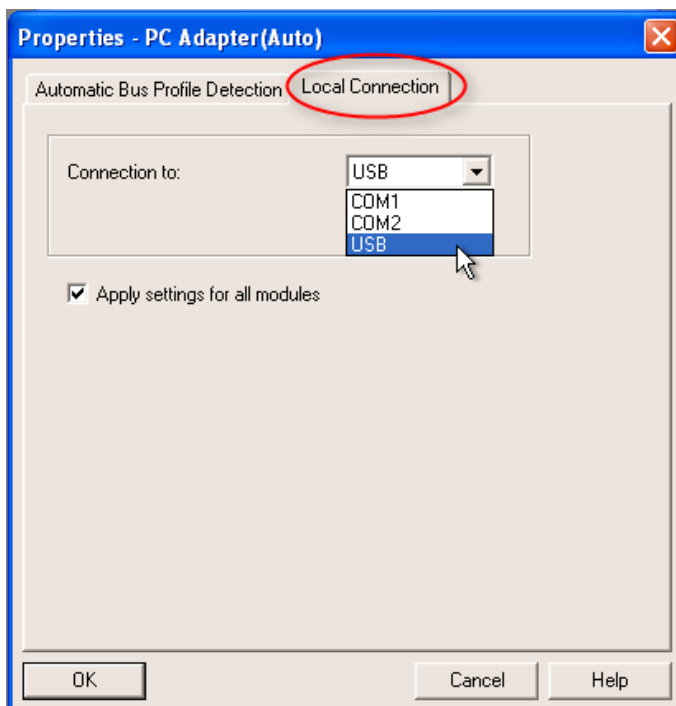 Properties - PC Adapter(Auto)
Automatic Bus Profile Detection
Local Connection
Connection to:
USB
COM1
COM2
USB
Apply settings for all modules
OK
Cancel
Help